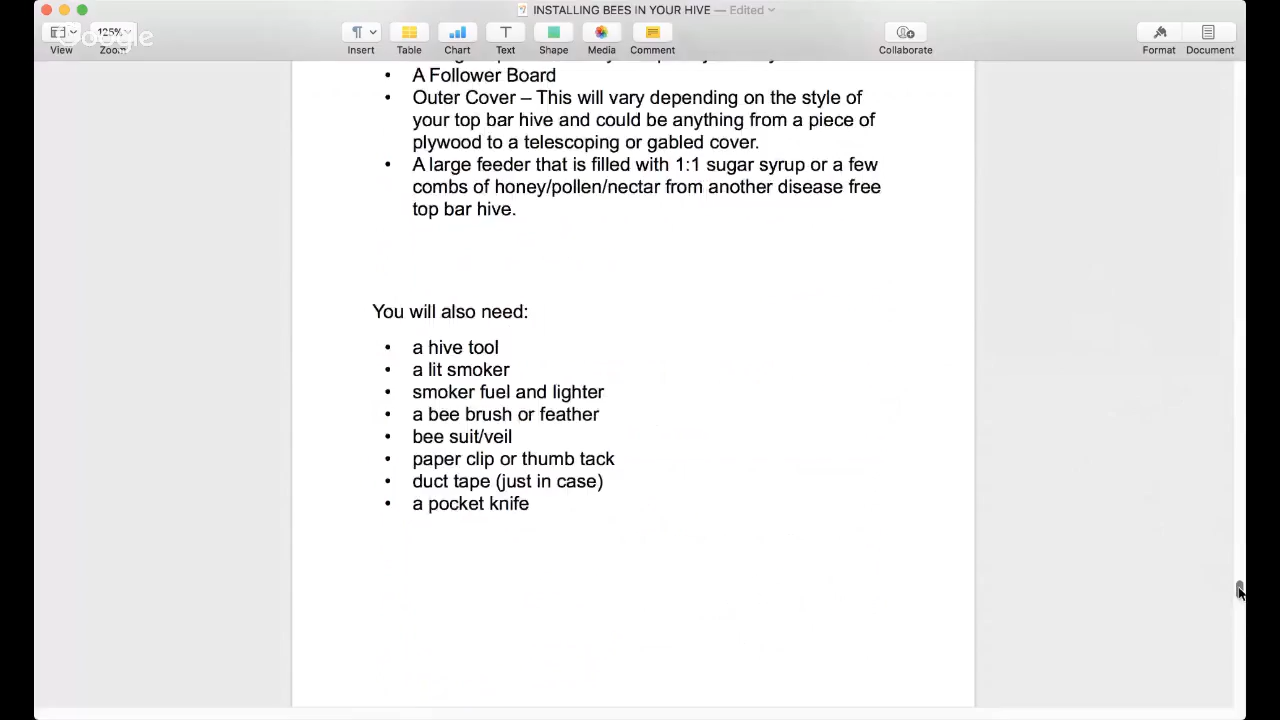 INSTALLING BEES IN YOUR HIVE — Edited
Google
View
125%
Zoom
Insert
Table
Chart
Text
Shape
Media
Comment
Collaborate
Format
Document
• A Follower Board
• Outer Cover – This will vary depending on the style of
your top bar hive and could be anything from a piece of
plywood to a telescoping or gabled cover.
• A large feeder that is filled with 1:1 sugar syrup or a few
combs of honey/pollen/nectar from another disease free
top bar hive.
You will also need:
• a hive tool
• a lit smoker
• smoker fuel and lighter
• a bee brush or feather
• bee suit/veil
• paper clip or thumb tack
• duct tape (just in case)
• a pocket knife